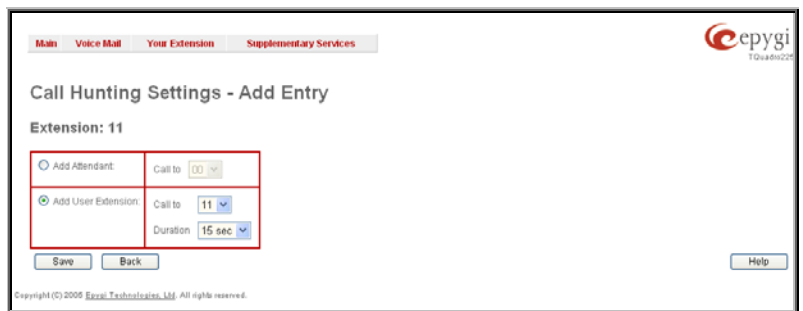 Main Voice Mail Your Extension Supplementary Services
epygi
TQuadro225
Call Hunting Settings - Add Entry
Extension: 11
Add Attendant: Call to 00
Add User Extension: Call to 11
Duration 15 sec
Save Back Help
Copyright (C) 2005 Epygi Technologies, Ltd. All rights reserved.